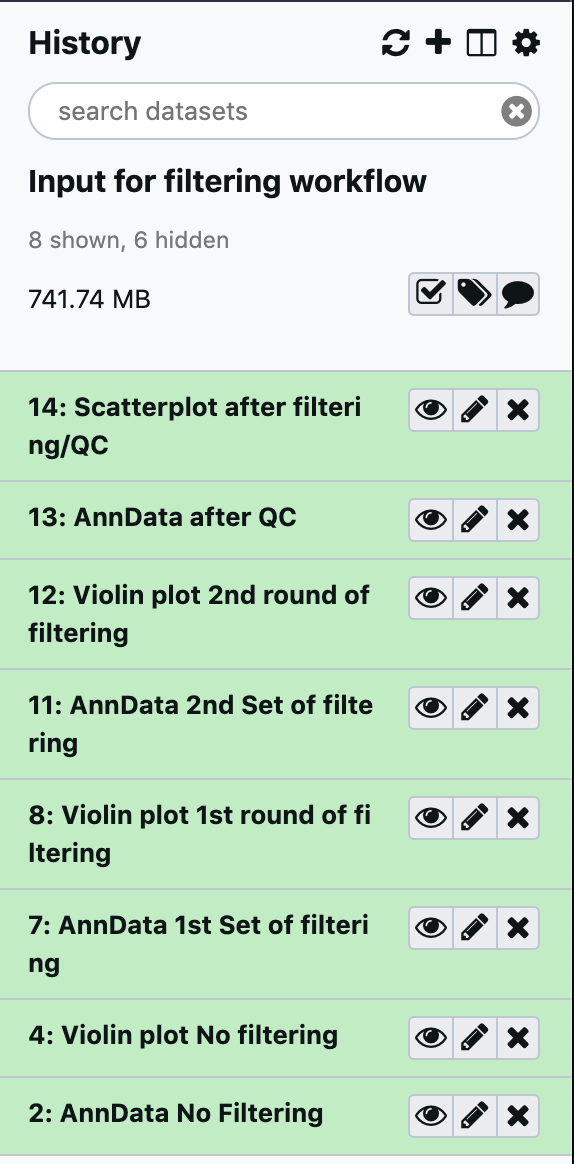 History
search datasets
Input for filtering workflow
8 shown, 6 hidden
741.74 MB
14: Scatterplot after filteri
ng/QC
13: AnnData after QC
12: Violin plot 2nd round of
filtering
11: AnnData 2nd Set of filte
ring
8: Violin plot 1st round of fi
ltering
7: AnnData 1st Set of filteri
ng
4: Violin plot No filtering
2: AnnData No Filtering